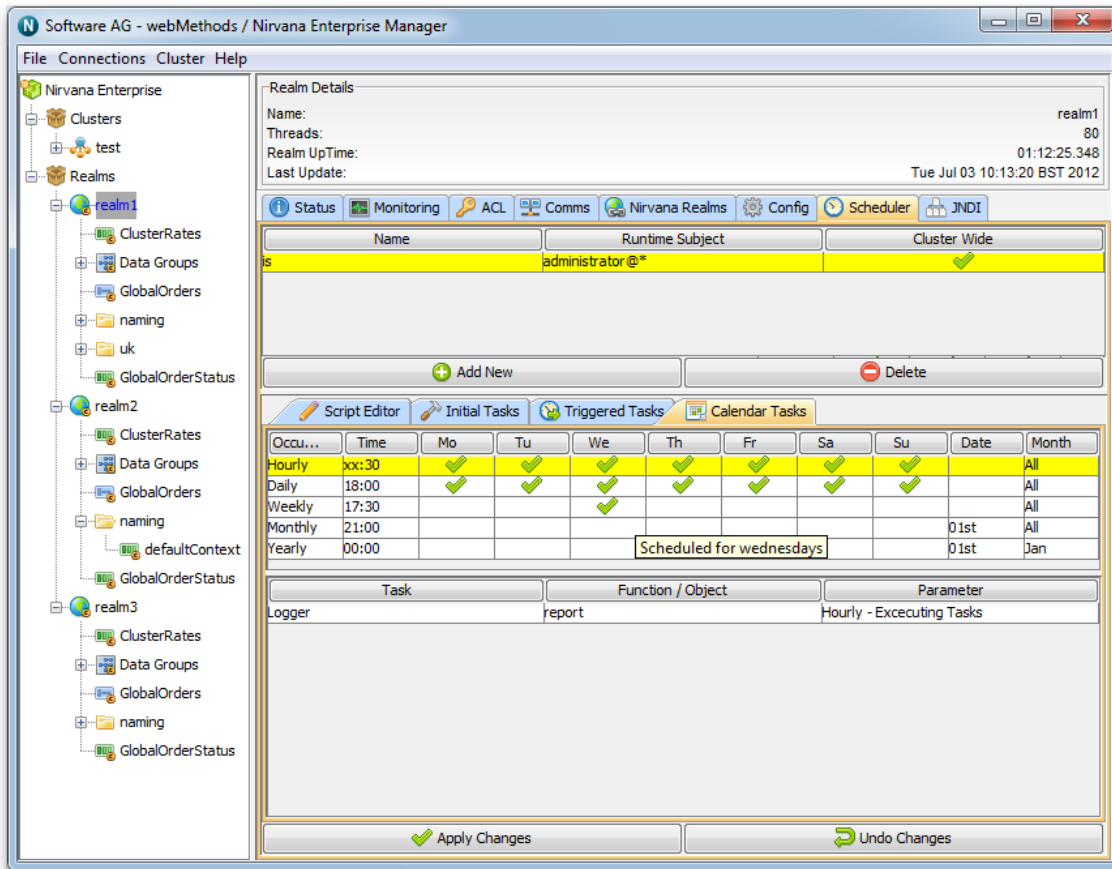 Software AG - webMethods / Nirvana Enterprise Manager
File Connections Cluster Help
Nirvana Enterprise
Clusters
test
Realms
realm1
ClusterRates
Data Groups
GlobalOrders
naming
uk
GlobalOrderStatus
realm2
ClusterRates
Data Groups
GlobalOrders
naming
defaultContext
GlobalOrderStatus
realm3
ClusterRates
Data Groups
GlobalOrders
naming
GlobalOrderStatus
Realm Details
Name: realm1
Threads: 80
Realm UpTime: 01:12:25.348
Last Update: Tue Jul 03 10:13:20 BST 2012
Status Monitoring ACL Comms Nirvana Realms Config Scheduler JNDI
Name Runtime Subject Cluster Wide
is administrator@*
Add New Delete
Script Editor Initial Tasks Triggered Tasks Calendar Tasks
Occu... Time Mo Tu We Th Fr Sa Su Date Month
Hourly xx:30 All
Daily 18:00 All
Weekly 17:30 All
Monthly 21:00 01st All
Yearly 00:00 01st Jan
Scheduled for wednesdays
Task Function / Object Parameter
Logger report Hourly - Excecuting Tasks
Apply Changes Undo Changes